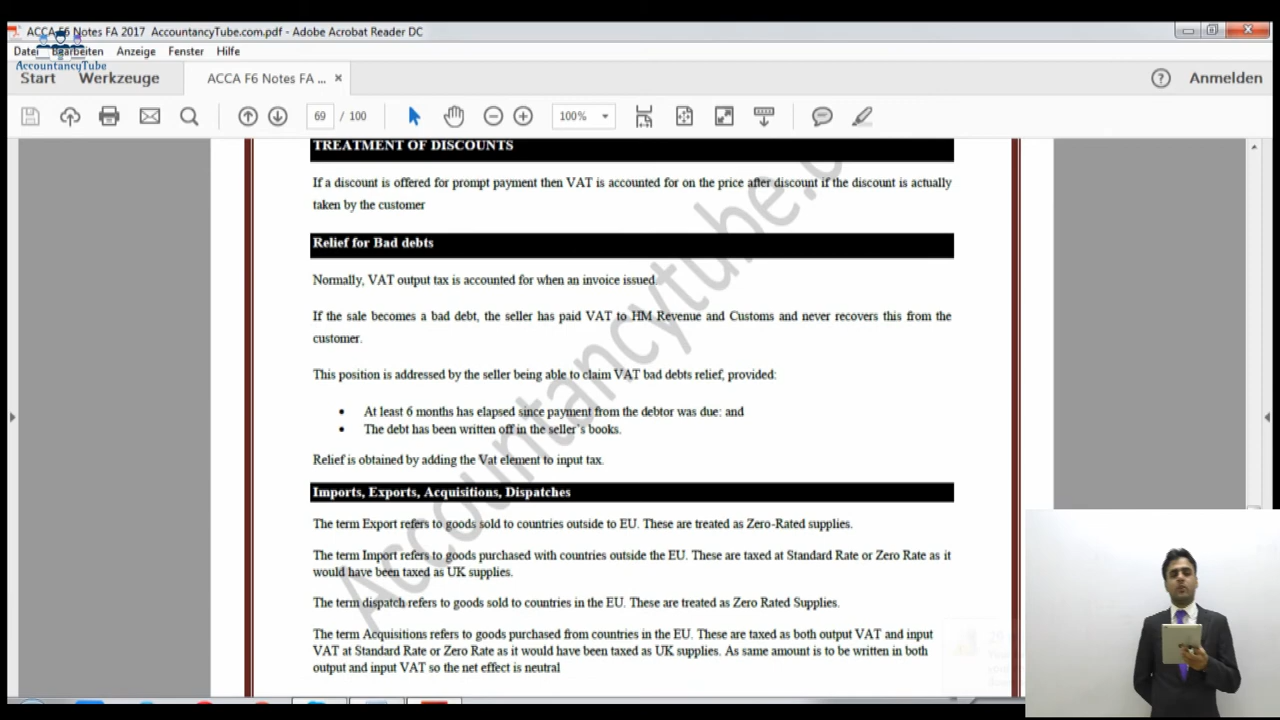 ACCA F6 Notes FA 2017 AccountancyTube.com.pdf - Adobe Acrobat Reader DC
Datei Bearbeiten Anzeige Fenster Hilfe
AccountancyTube
Start Werkzeuge ACCA F6 Notes FA ... × ? Anmelden
69 / 100 100%
TREATMENT OF DISCOUNTS
If a discount is offered for prompt payment then VAT is accounted for on the price after discount if the discount is actually
taken by the customer
Relief for Bad debts
Normally, VAT output tax is accounted for when an invoice issued.
If the sale becomes a bad debt, the seller has paid VAT to HM Revenue and Customs and never recovers this from the
customer.
This position is addressed by the seller being able to claim VAT bad debts relief, provided:
• At least 6 months has elapsed since payment from the debtor was due: and
• The debt has been written off in the seller's books.
Relief is obtained by adding the Vat element to input tax.
Imports, Exports, Acquisitions, Dispatches
The term Export refers to goods sold to countries outside to EU. These are treated as Zero-Rated supplies.
The term Import refers to goods purchased with countries outside the EU. These are taxed at Standard Rate or Zero Rate as it
would have been taxed as UK supplies.
The term dispatch refers to goods sold to countries in the EU. These are treated as Zero Rated Supplies.
The term Acquisitions refers to goods purchased from countries in the EU. These are taxed as both output VAT and input
VAT at Standard Rate or Zero Rate as it would have been taxed as UK supplies. As same amount is to be written in both
output and input VAT so the net effect is neutral
Accountancytube.c